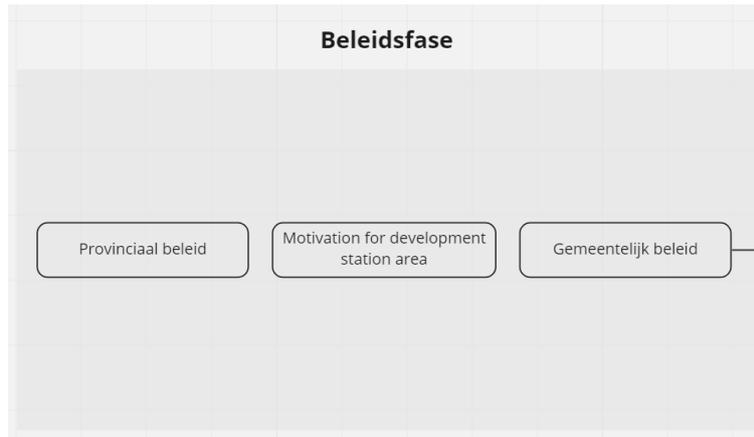 Beleidsfase
Provinciaal beleid
Motivation for development
station area
Gemeentelijk beleid